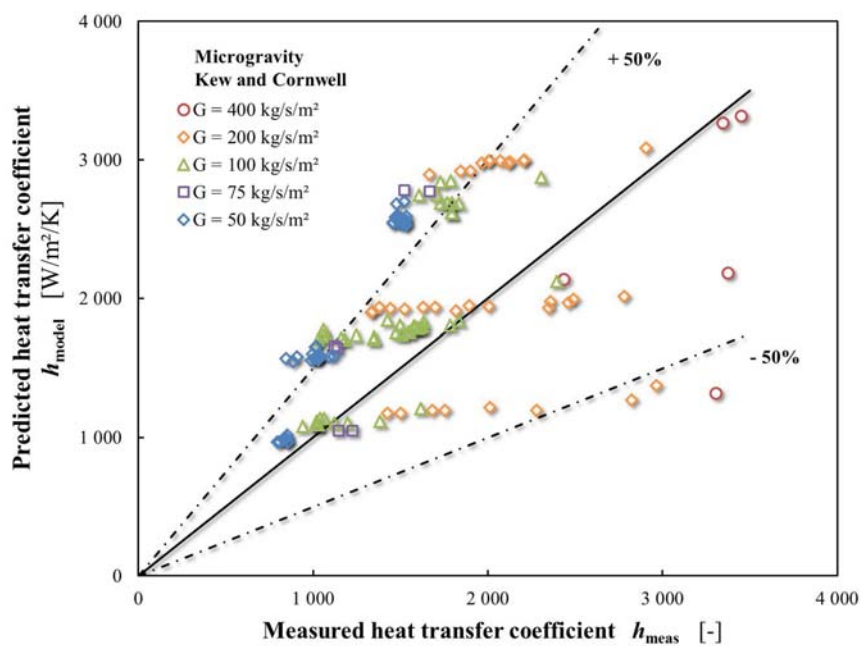 4 000
3 000
2 000
1 000
0
Predicted heat transfer coefficient
h_model [W/m²/K]
Microgravity
Kew and Cornwell
G = 400 kg/s/m²
G = 200 kg/s/m²
G = 100 kg/s/m²
G = 75 kg/s/m²
G = 50 kg/s/m²
+ 50%
- 50%
0 1 000 2 000 3 000 4 000
Measured heat transfer coefficient h_meas [-]